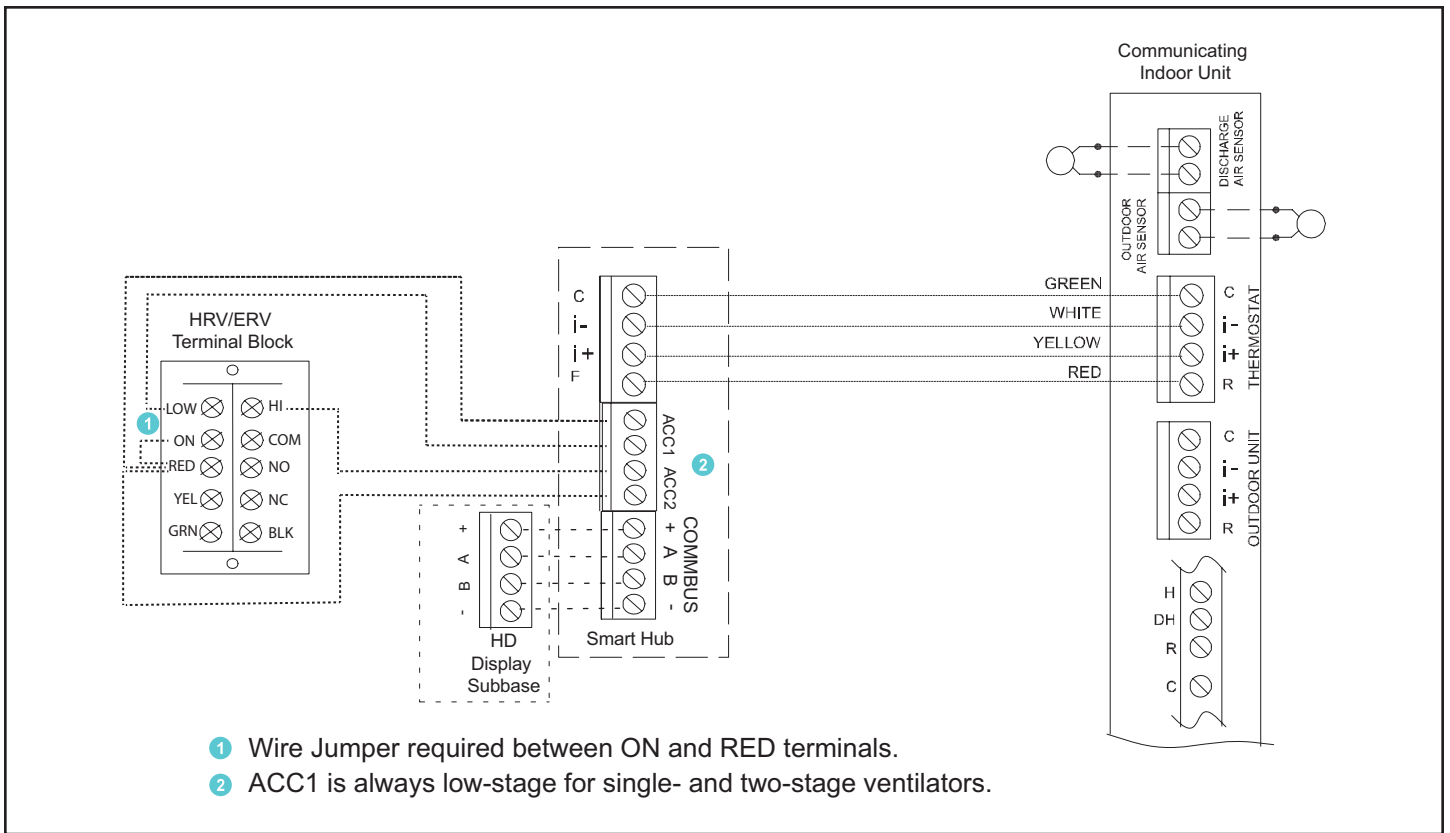 Communicating
Indoor Unit
DISCHARGE
AIR SENSOR
OUTDOOR
AIR SENSOR
HRV/ERV
Terminal Block
LOW
HI
ON
COM
RED
NO
YEL
NC
GRN
BLK
1
C
i-
i+
F
ACC1
ACC2
2
+
A
B
-
COMMBUS
Smart Hub
+
A
B
-
HD
Display
Subbase
GREEN
WHITE
YELLOW
RED
C
i-
i+
R
THERMOSTAT
C
i-
i+
R
OUTDOOR UNIT
H
DH
R
C
1 Wire Jumper required between ON and RED terminals.
2 ACC1 is always low-stage for single- and two-stage ventilators.